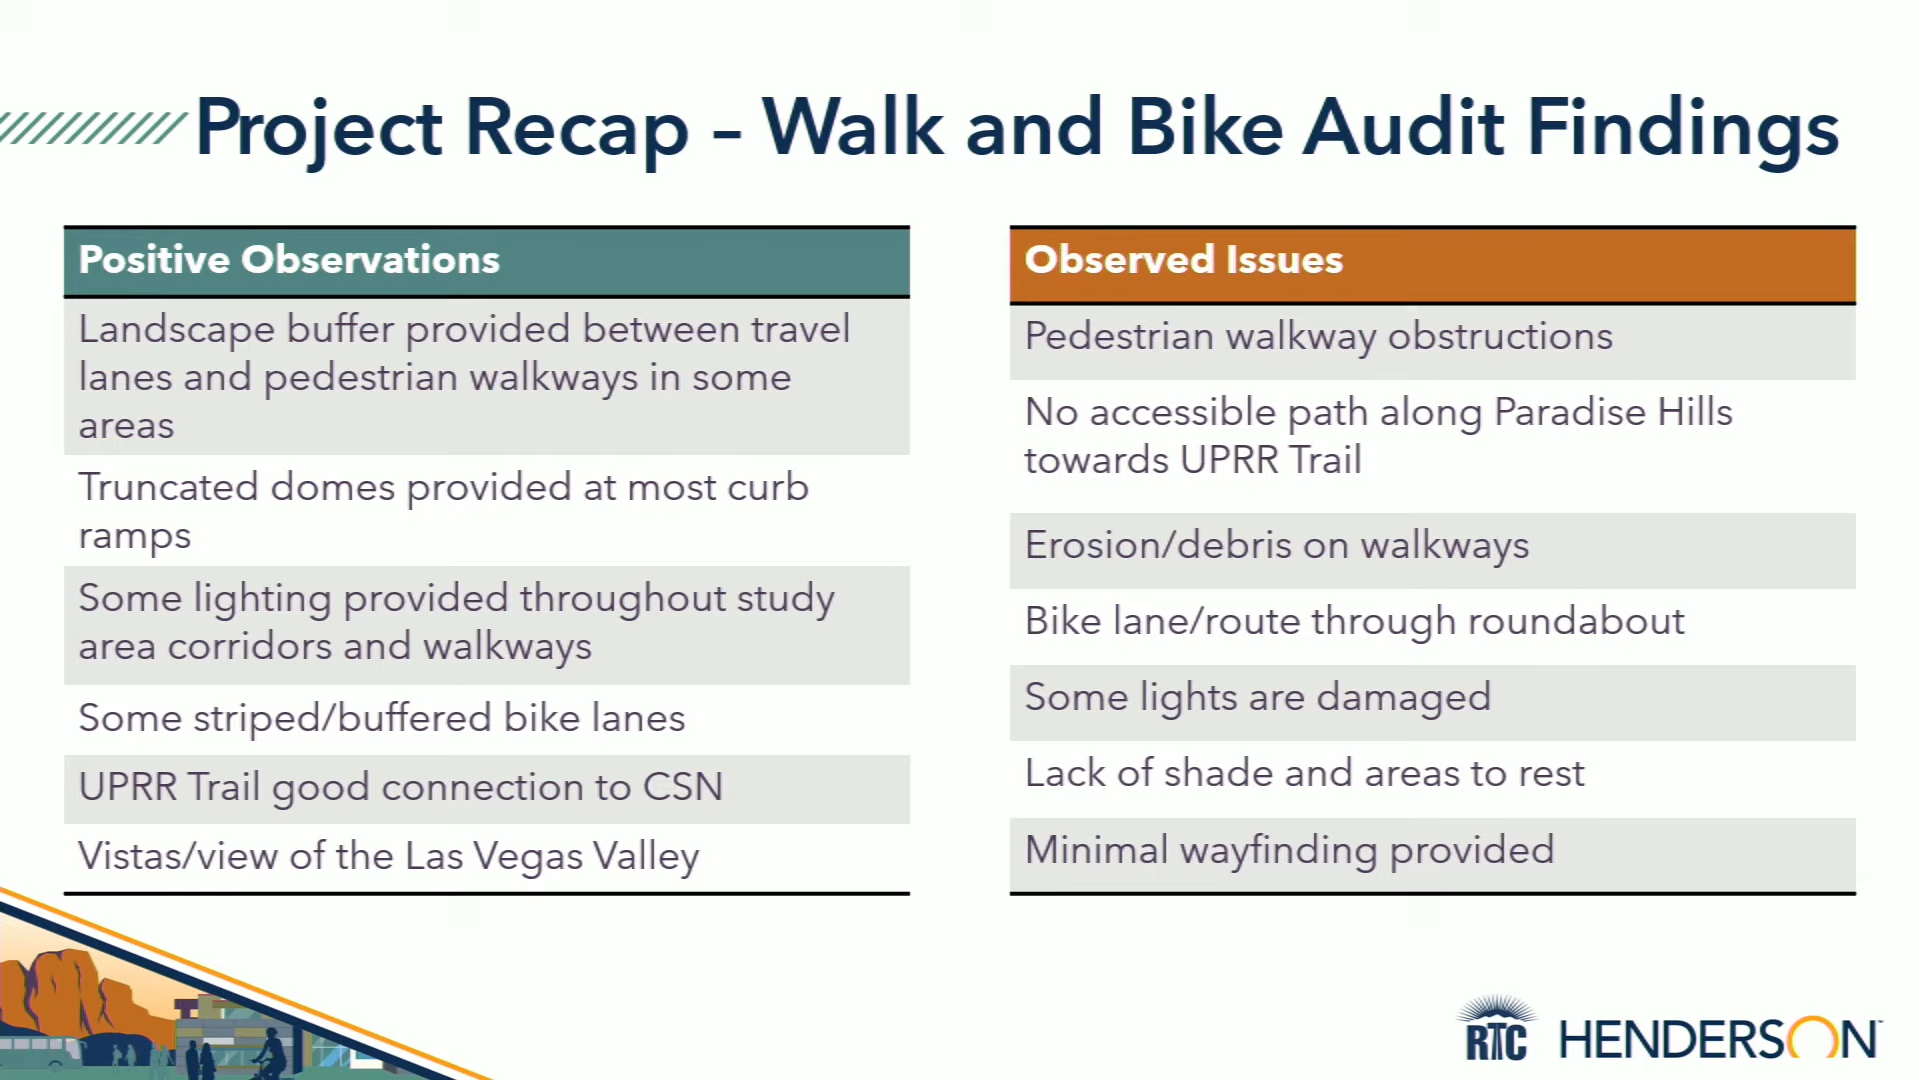 Project Recap – Walk and Bike Audit Findings
Positive Observations
Landscape buffer provided between travel
lanes and pedestrian walkways in some
areas
Truncated domes provided at most curb
ramps
Some lighting provided throughout study
area corridors and walkways
Some striped/buffered bike lanes
UPRR Trail good connection to CSN
Vistas/view of the Las Vegas Valley
Observed Issues
Pedestrian walkway obstructions
No accessible path along Paradise Hills
towards UPRR Trail
Erosion/debris on walkways
Bike lane/route through roundabout
Some lights are damaged
Lack of shade and areas to rest
Minimal wayfinding provided
RTC
HENDERSON